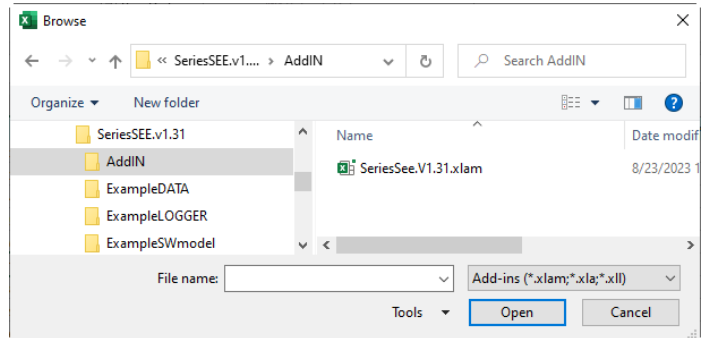 Browse
« SeriesSEE.v1.... › AddIN
Search AddIN
Organize
New folder
SeriesSEE.v1.31
AddIN
ExampleDATA
ExampleLOGGER
ExampleSWmodel
Name
Date modif
SeriesSee.V1.31.xlam
8/23/2023 1
File name:
Add-ins (*.xlam;*.xla;*.xll)
Tools
Open
Cancel